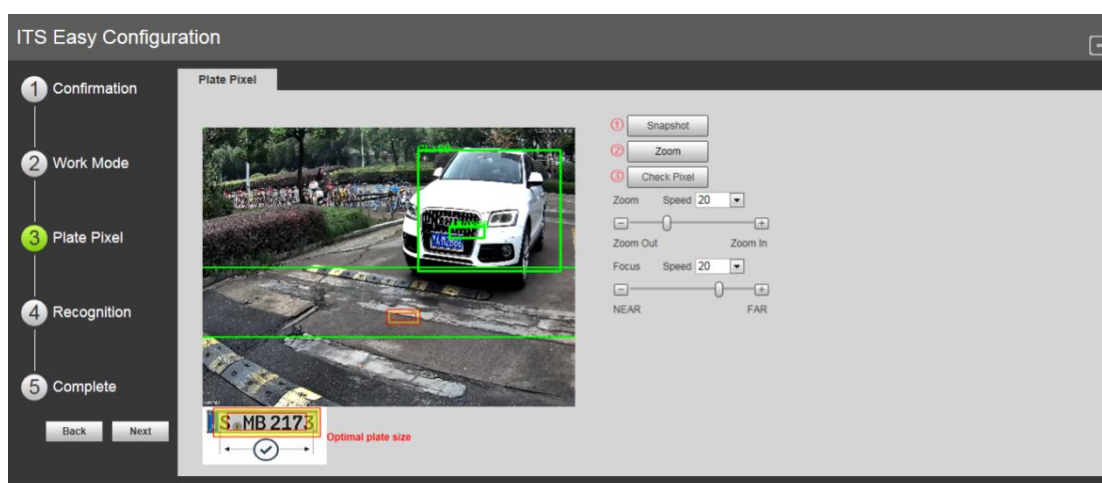 ITS Easy Configuration
1 Confirmation
2 Work Mode
3 Plate Pixel
4 Recognition
5 Complete
Back Next
Plate Pixel
S MB 2173
Optimal plate size
① Snapshot
② Zoom
③ Check Pixel
Zoom Speed 20
Zoom Out Zoom In
Focus Speed 20
NEAR FAR